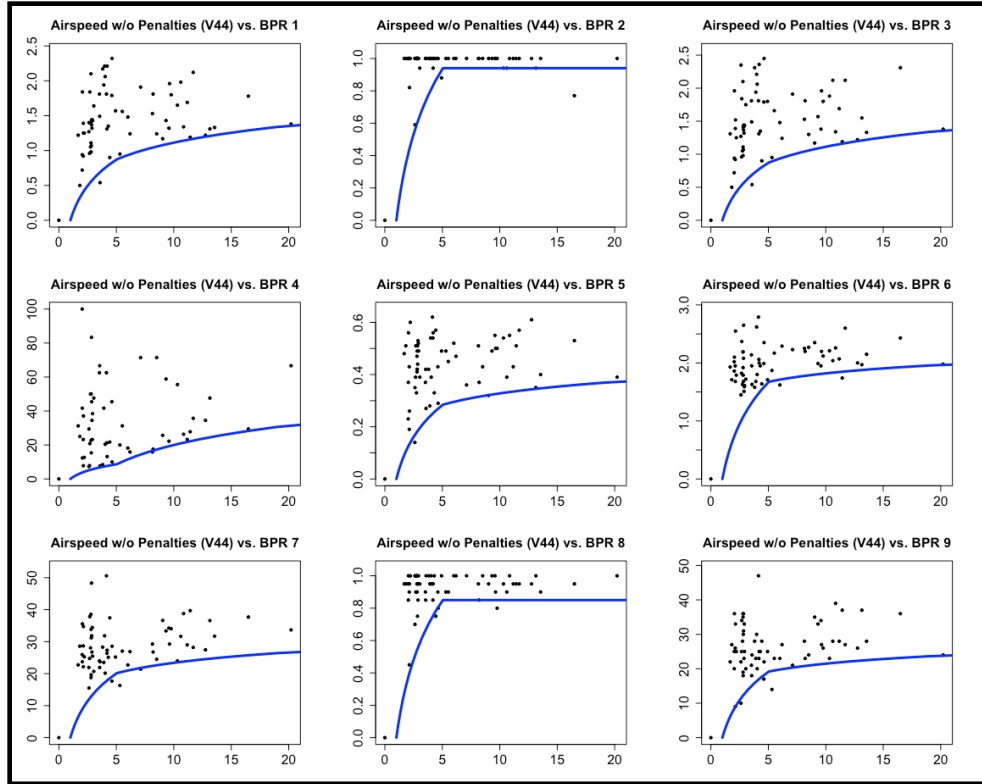 Airspeed w/o Penalties (V44) vs. BPR 1
Airspeed w/o Penalties (V44) vs. BPR 2
Airspeed w/o Penalties (V44) vs. BPR 3
2.5
2.0
1.5
1.0
0.5
0.0
0 5 10 15 20
1.0
0.8
0.6
0.4
0.2
0.0
0 5 10 15 20
2.5
2.0
1.5
1.0
0.5
0.0
0 5 10 15 20
Airspeed w/o Penalties (V44) vs. BPR 4
Airspeed w/o Penalties (V44) vs. BPR 5
Airspeed w/o Penalties (V44) vs. BPR 6
100
80
60
40
20
0
0 5 10 15 20
0.6
0.4
0.2
0.0
0 5 10 15 20
3.0
2.0
1.0
0.0
0 5 10 15 20
Airspeed w/o Penalties (V44) vs. BPR 7
Airspeed w/o Penalties (V44) vs. BPR 8
Airspeed w/o Penalties (V44) vs. BPR 9
50
40
30
20
10
0
0 5 10 15 20
1.0
0.8
0.6
0.4
0.2
0.0
0 5 10 15 20
50
40
30
20
10
0
0 5 10 15 20